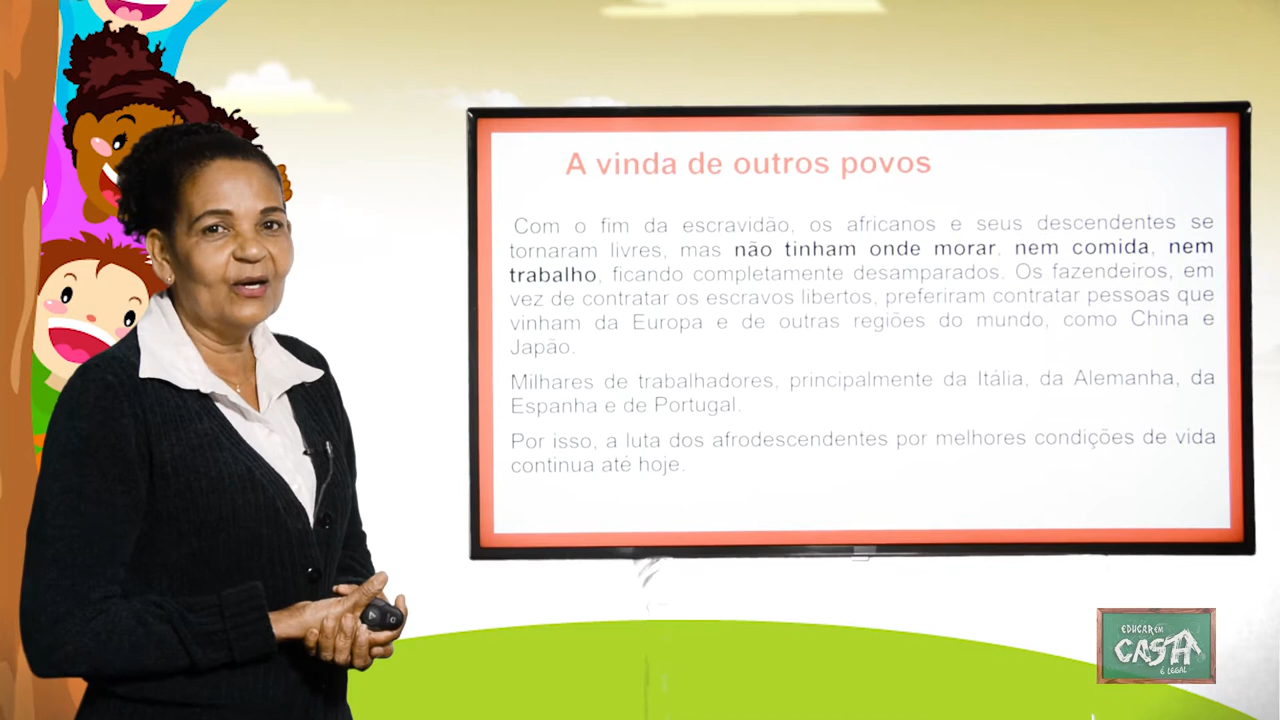 A vinda de outros povos
Com o fim da escravidão, os africanos e seus descendentes se
tornaram livres, mas não tinham onde morar, nem comida, nem
trabalho, ficando completamente desamparados. Os fazendeiros, em
vez de contratar os escravos libertos, preferiram contratar pessoas que
vinham da Europa e de outras regiões do mundo, como China e
Japão.
Milhares de trabalhadores, principalmente da Itália, da Alemanha, da
Espanha e de Portugal.
Por isso, a luta dos afrodescendentes por melhores condições de vida
continua até hoje.
EDUCAR EM
CASA
É LEGAL